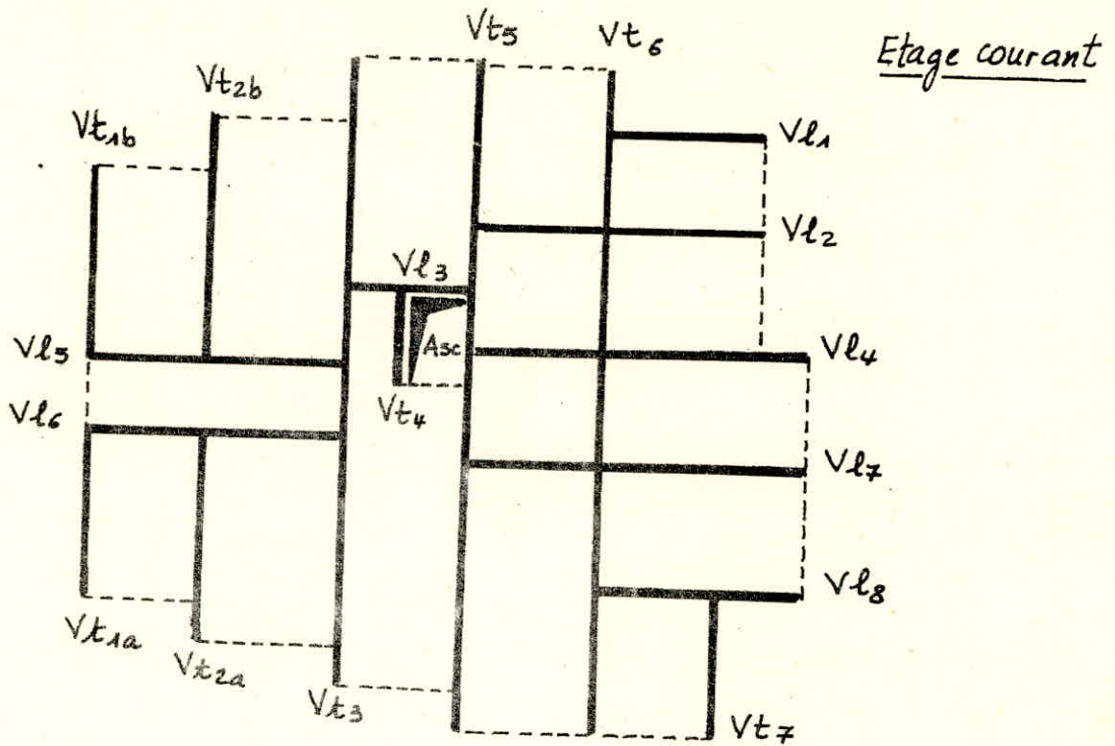 Etage courant
Vt5
Vt6
Vt2b
Vt1b
Vl1
Vl2
Vl3
Asc
Vl5
Vl4
Vt4
Vl6
Vl7
Vl8
Vt1a
Vt2a
Vt3
Vt7